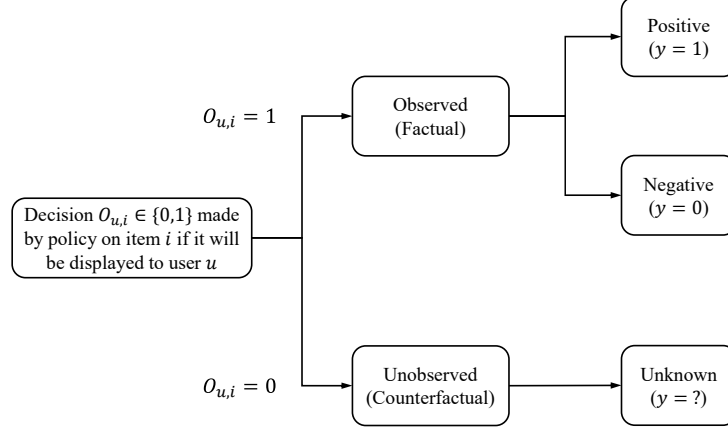 Positive
(y = 1)
O_{u,i} = 1
Observed
(Factual)
Negative
(y = 0)
Decision O_{u,i} ∈ {0,1} made
by policy on item i if it will
be displayed to user u
O_{u,i} = 0
Unobserved
(Counterfactual)
Unknown
(y = ?)